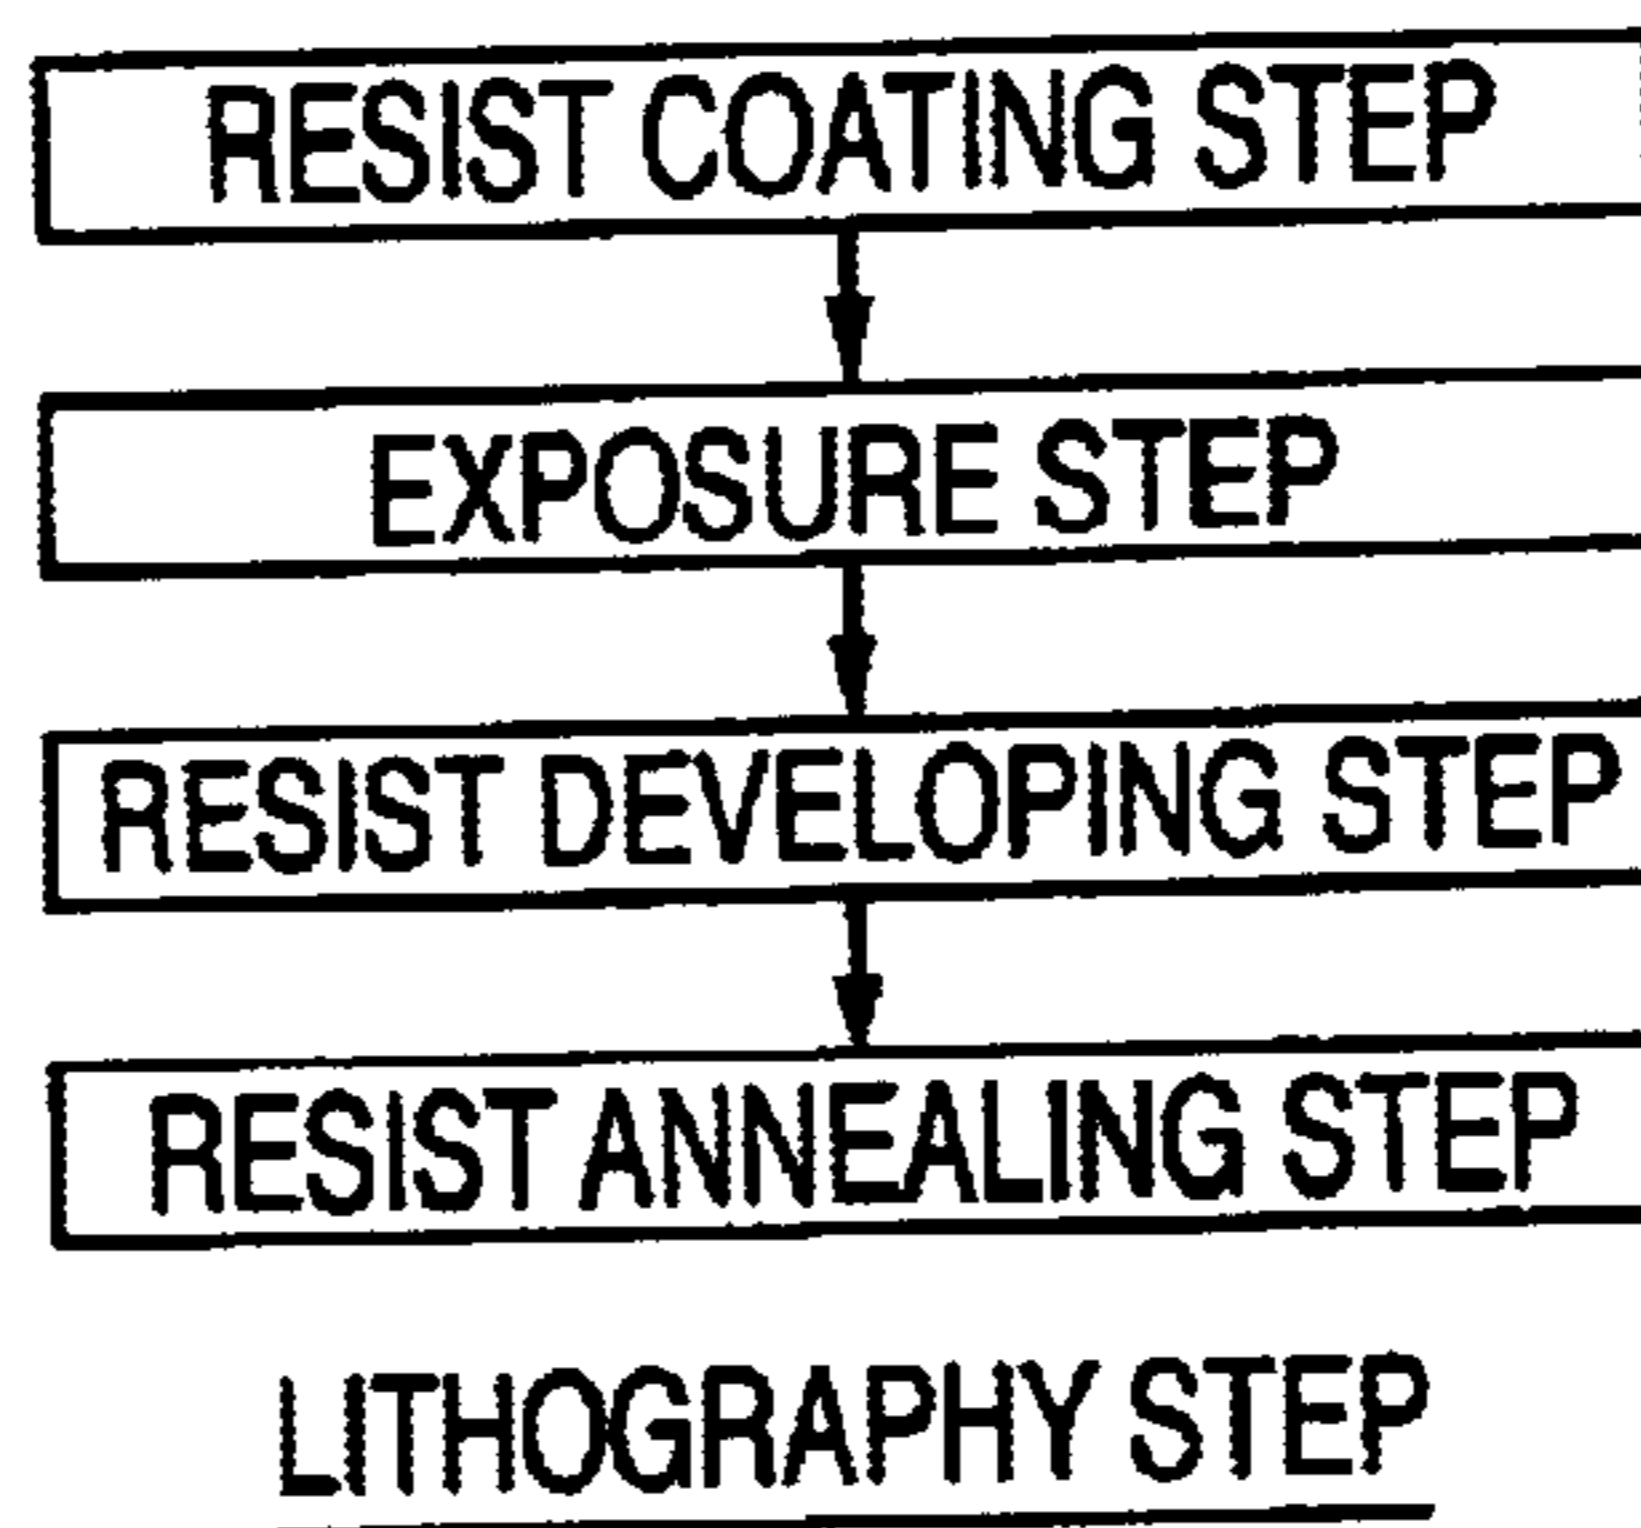 RESIST COATING STEP
EXPOSURE STEP
RESIST DEVELOPING STEP
RESIST ANNEALING STEP
LITHOGRAPHY STEP